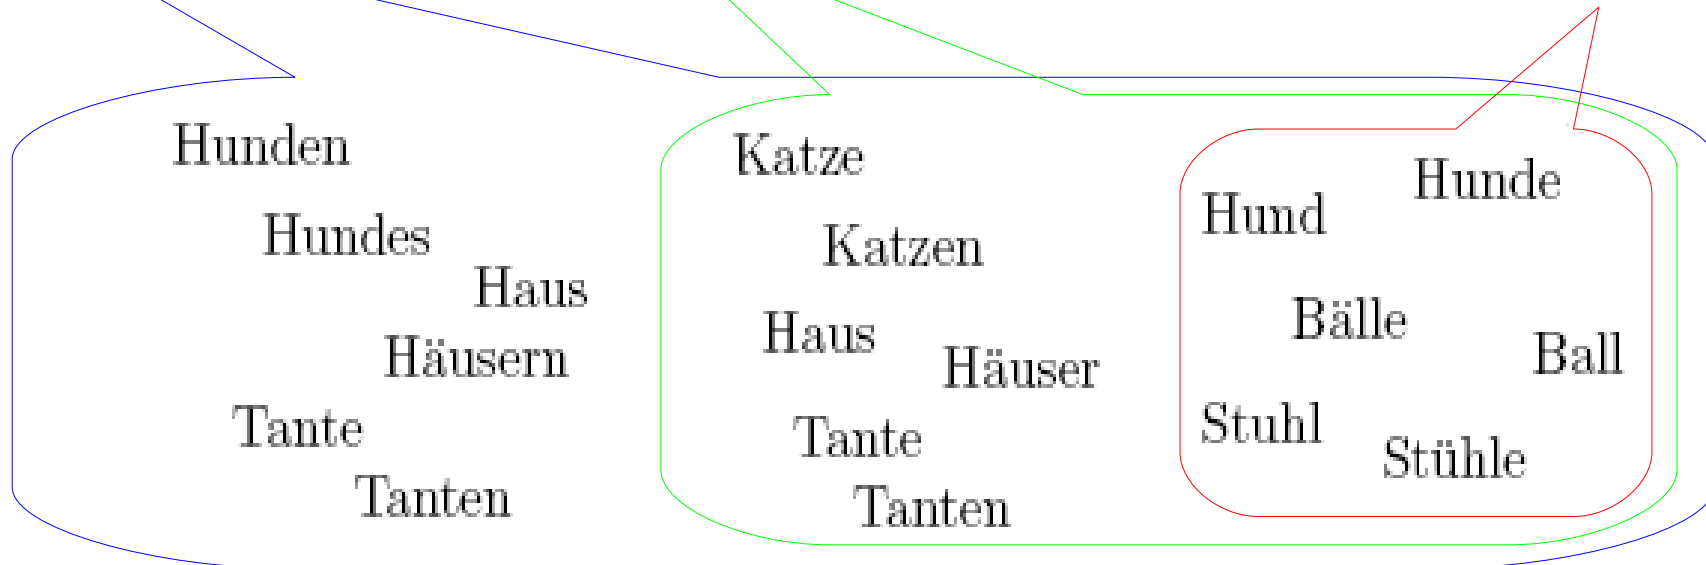 Hunden
Hundes
Haus
Häusern
Tante
Tanten
Katze
Katzen
Haus
Häuser
Tante
Tanten
Hund
Hunde
Bälle
Ball
Stuhl
Stühle